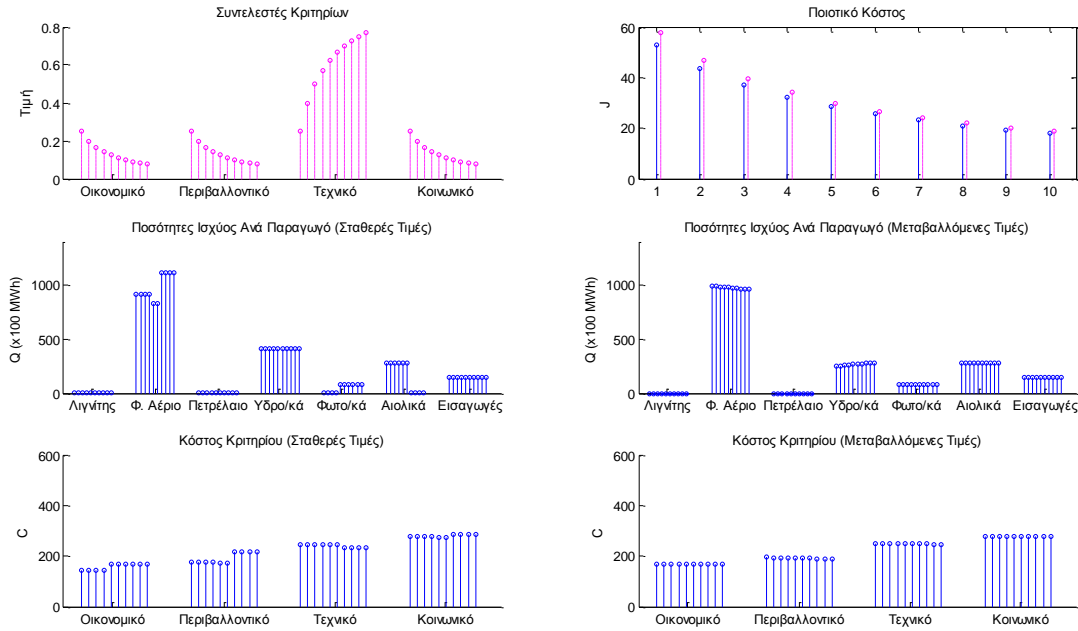 Συντελεστές Κριτηρίων
Τιμή
0.8
0.6
0.4
0.2
0
Οικονομικό Περιβαλλοντικό Τεχνικό Κοινωνικό
Ποιοτικό Κόστος
J
60
40
20
0
1 2 3 4 5 6 7 8 9 10
Ποσότητες Ισχύος Ανά Παραγωγό (Σταθερές Τιμές)
Q (x100 MWh)
1000
500
0
Λιγνίτης Φ. Αέριο Πετρέλαιο Υδρο/κά Φωτο/κά Αιολικά Εισαγωγές
Ποσότητες Ισχύος Ανά Παραγωγό (Μεταβαλλόμενες Τιμές)
Q (x100 MWh)
1000
500
0
Λιγνίτης Φ. Αέριο Πετρέλαιο Υδρο/κά Φωτο/κά Αιολικά Εισαγωγές
Κόστος Κριτηρίου (Σταθερές Τιμές)
C
600
400
200
0
Οικονομικό Περιβαλλοντικό Τεχνικό Κοινωνικό
Κόστος Κριτηρίου (Μεταβαλλόμενες Τιμές)
C
600
400
200
0
Οικονομικό Περιβαλλοντικό Τεχνικό Κοινωνικό